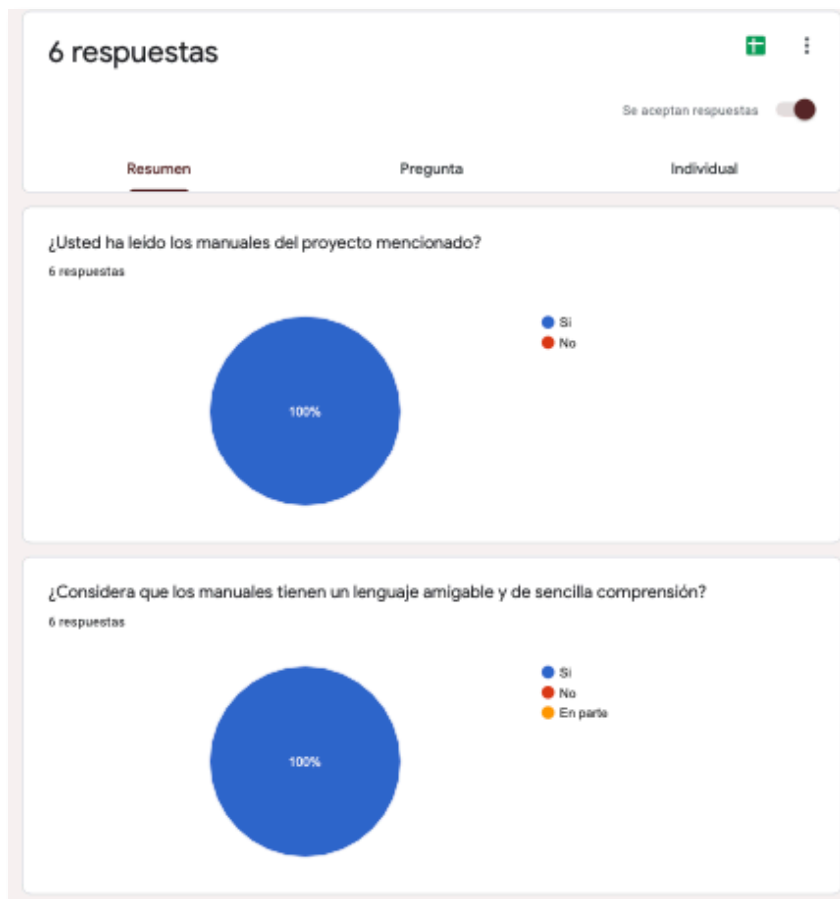 6 respuestas
Se aceptan respuestas
Resumen Pregunta Individual
¿Usted ha leido los manuales del proyecto mencionado?
6 respuestas
Si
No
100%
¿Considera que los manuales tienen un lenguaje amigable y de sencilla comprensión?
6 respuestas
Si
No
En parte
100%